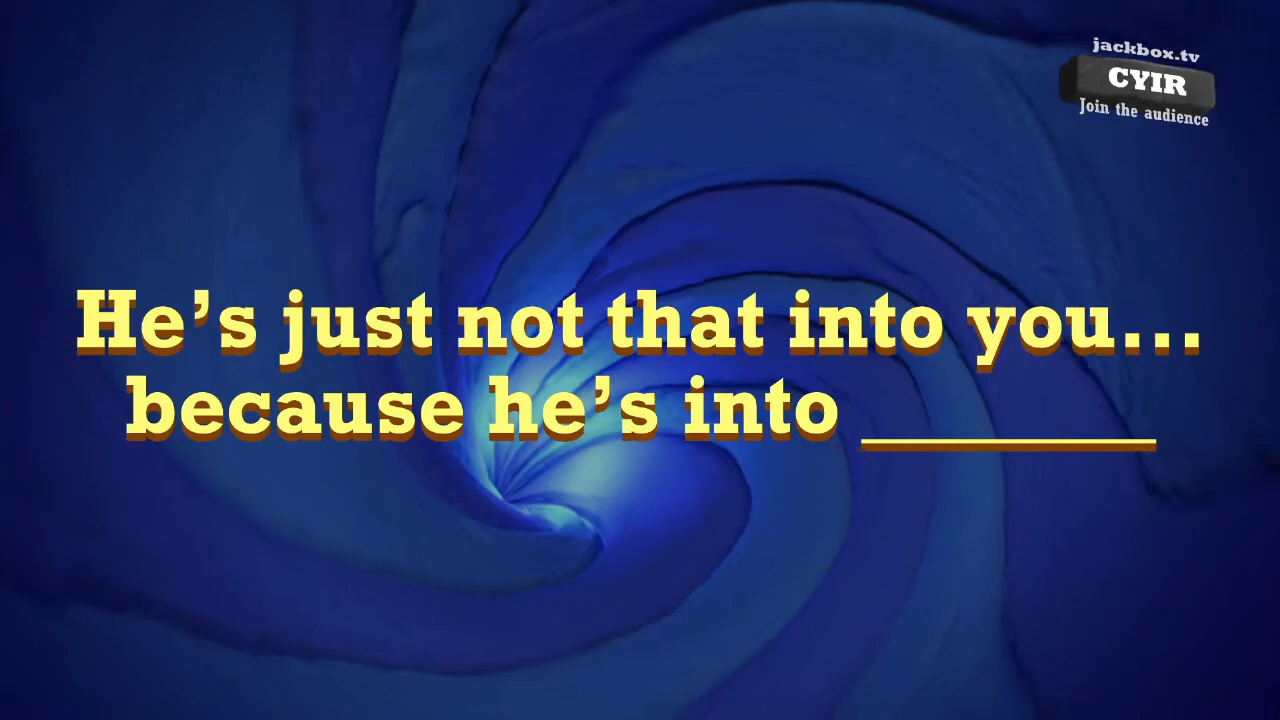 jackbox.tv
CYIR
Join the audience
He's just not that into you...
because he's into ________